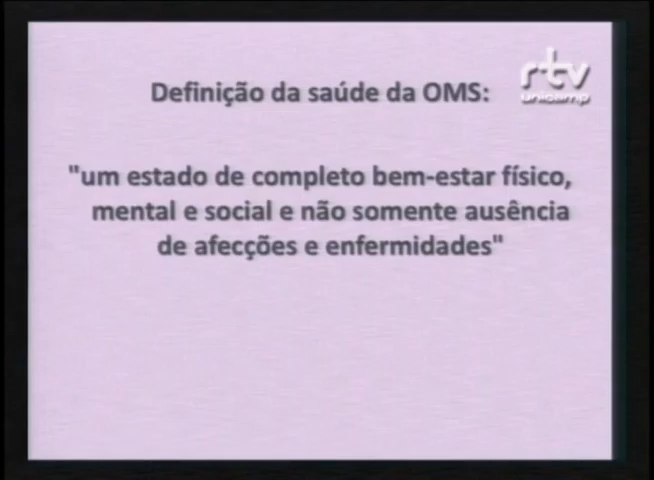 Definição da saúde da OMS:
rtv
unicamp
"um estado de completo bem-estar físico,
mental e social e não somente ausência
de afecções e enfermidades"